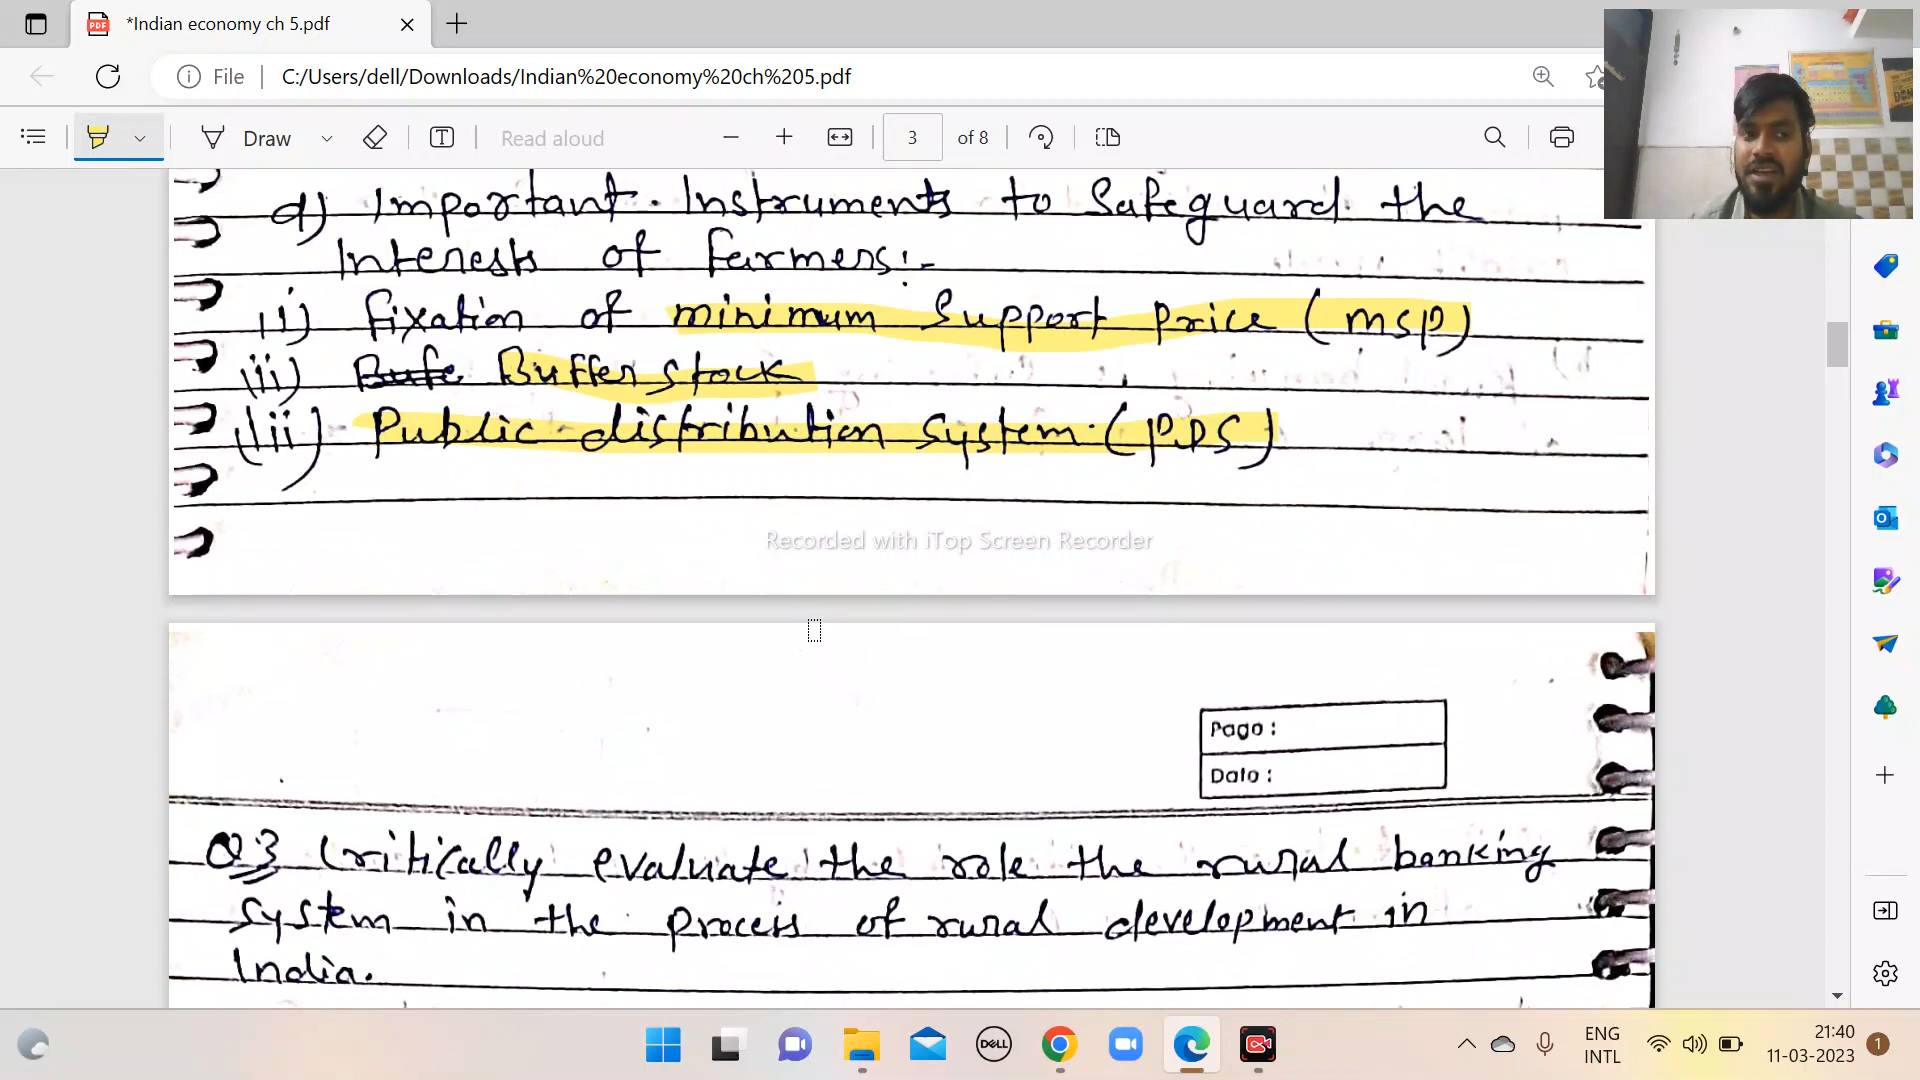 *Indian economy ch 5.pdf
File
C:/Users/dell/Downloads/Indian%20economy%20ch%205.pdf
Draw
Read aloud
3 of 8
d) Important Instruments to Safeguard the
Interests of farmers:-
(i) fixation of minimum Support Price (MSP)
(ii) Bufe Buffer stock
(iii) Public distribution System (PDS)
Recorded with iTop Screen Recorder
Page :
Date :
Q3 Critically evaluate the role the rural banking
System in the process of rural development in
India.
DELL
ENG
INTL
21:40
11-03-2023
1